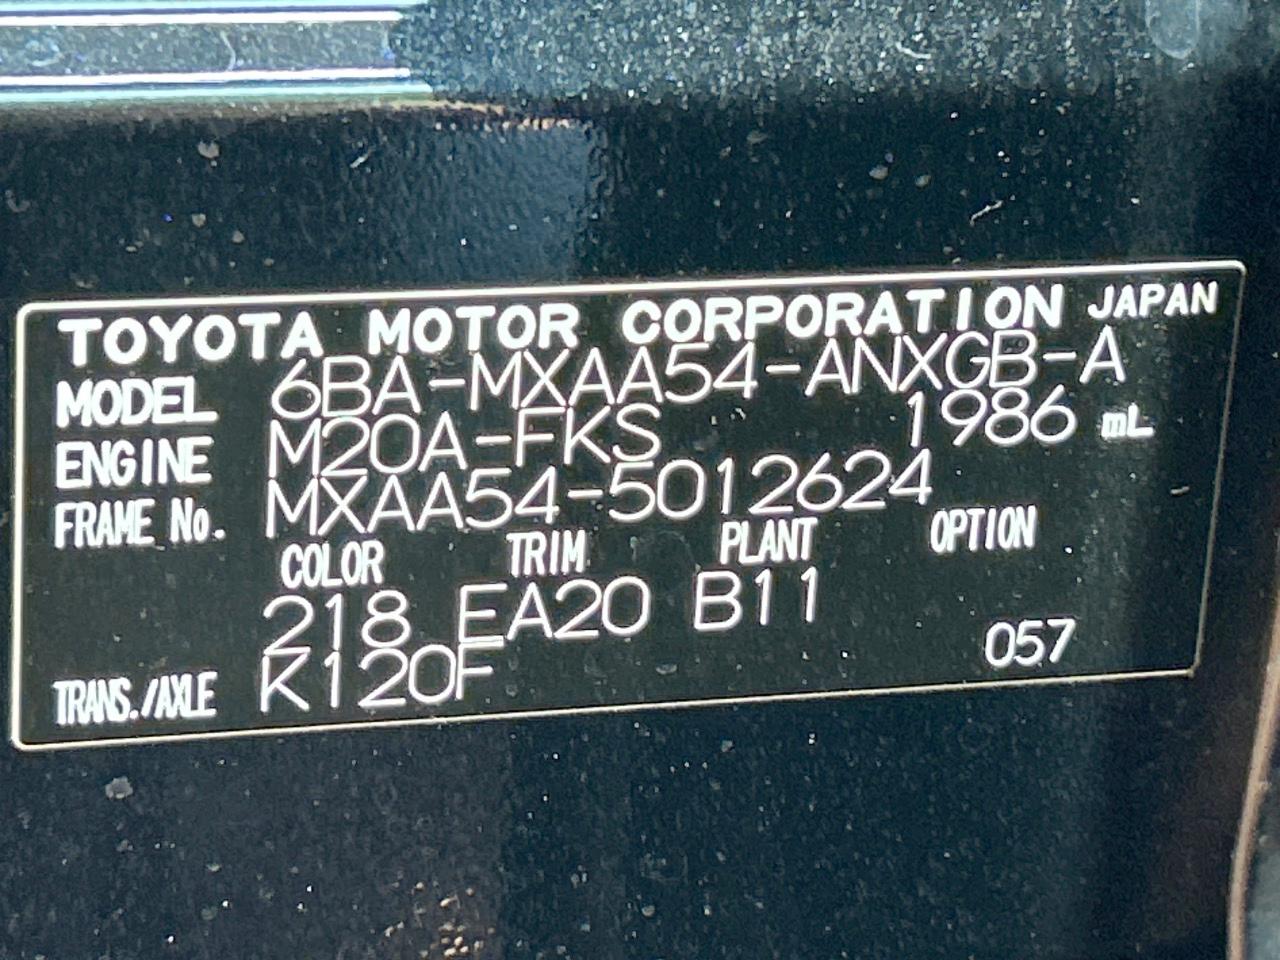 TOYOTA MOTOR CORPORATION JAPAN
MODEL 6BA-MXAA54-ANXGB-A
ENGINE M20A-FKS 1986 mL
FRAME No. MXAA54-5012624
COLOR TRIM PLANT OPTION
218 EA20 B11
TRANS./AXLE K120F 057